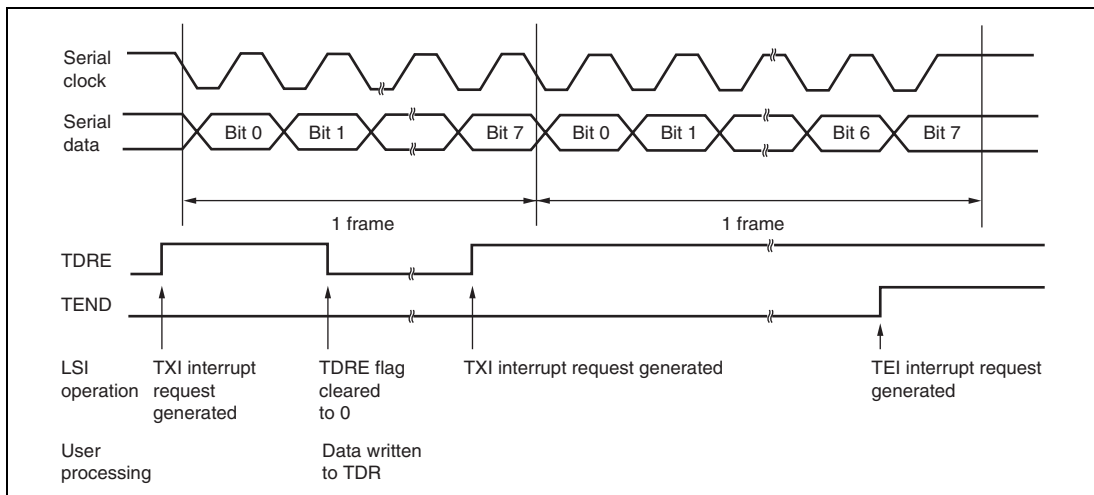 Serial
clock
Serial
data
Bit 0 Bit 1 Bit 7 Bit 0 Bit 1 Bit 6 Bit 7
1 frame 1 frame
TDRE
TEND
LSI
operation
TXI interrupt
request
generated
TDRE flag
cleared
to 0
TXI interrupt request generated
TEI interrupt request
generated
User
processing
Data written
to TDR